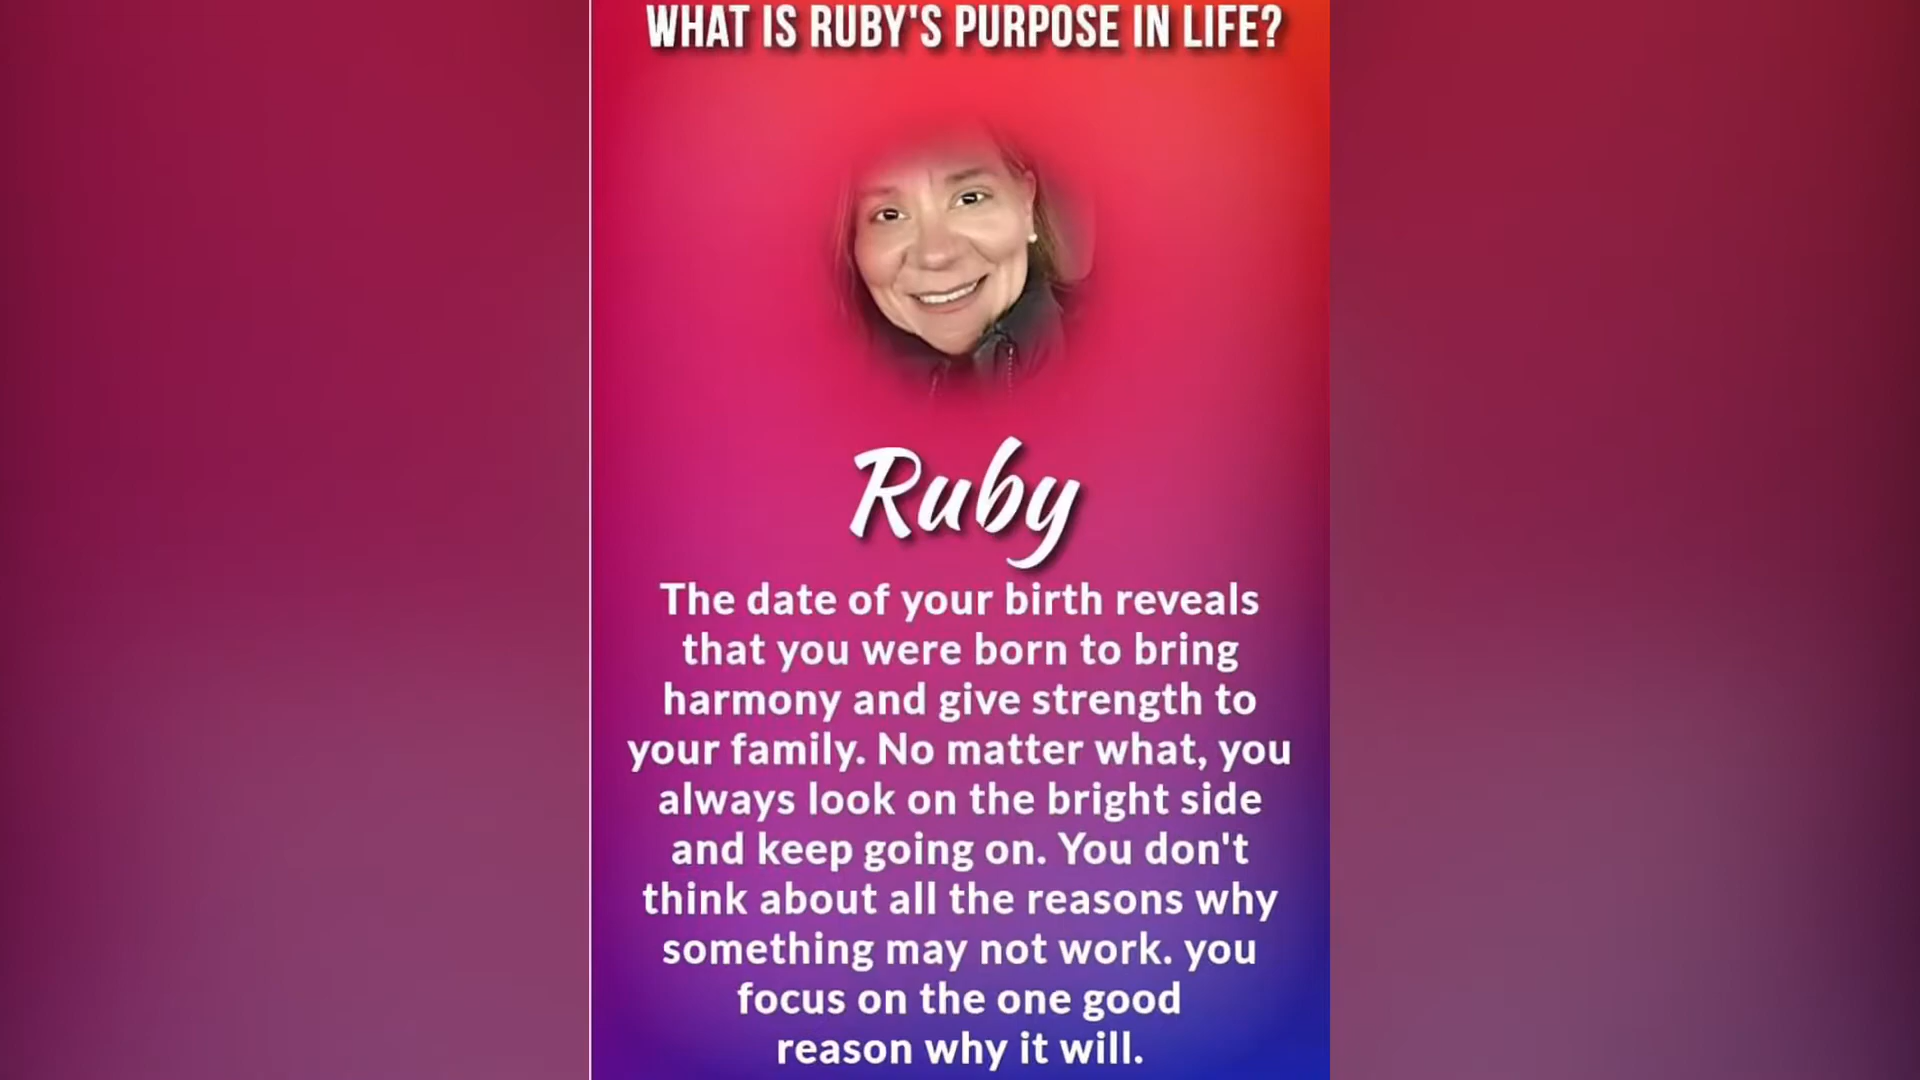 WHAT IS RUBY'S PURPOSE IN LIFE?
Ruby
The date of your birth reveals
that you were born to bring
harmony and give strength to
your family. No matter what, you
always look on the bright side
and keep going on. You don't
think about all the reasons why
something may not work. you
focus on the one good
reason why it will.